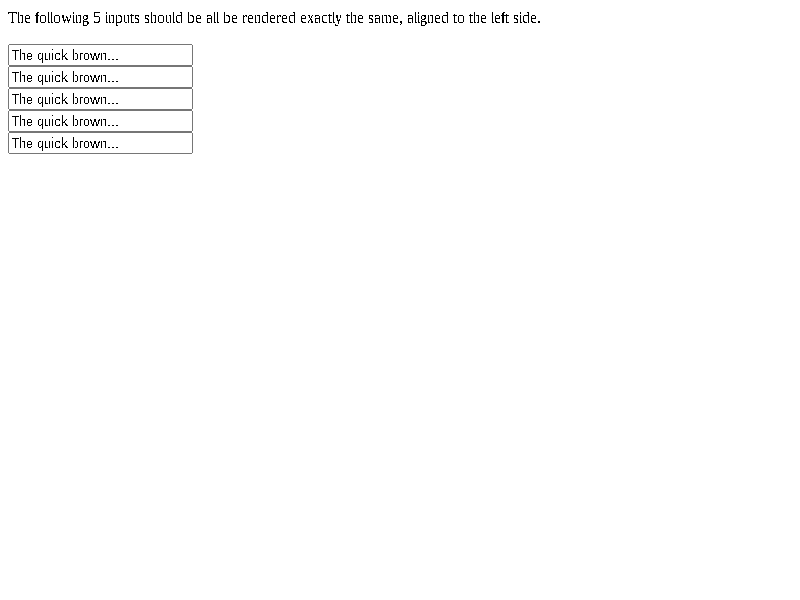 The following 5 inputs should be all be rendered exactly the same, aligned to the left side.
The quick brown...
The quick brown...
The quick brown...
The quick brown...
The quick brown...